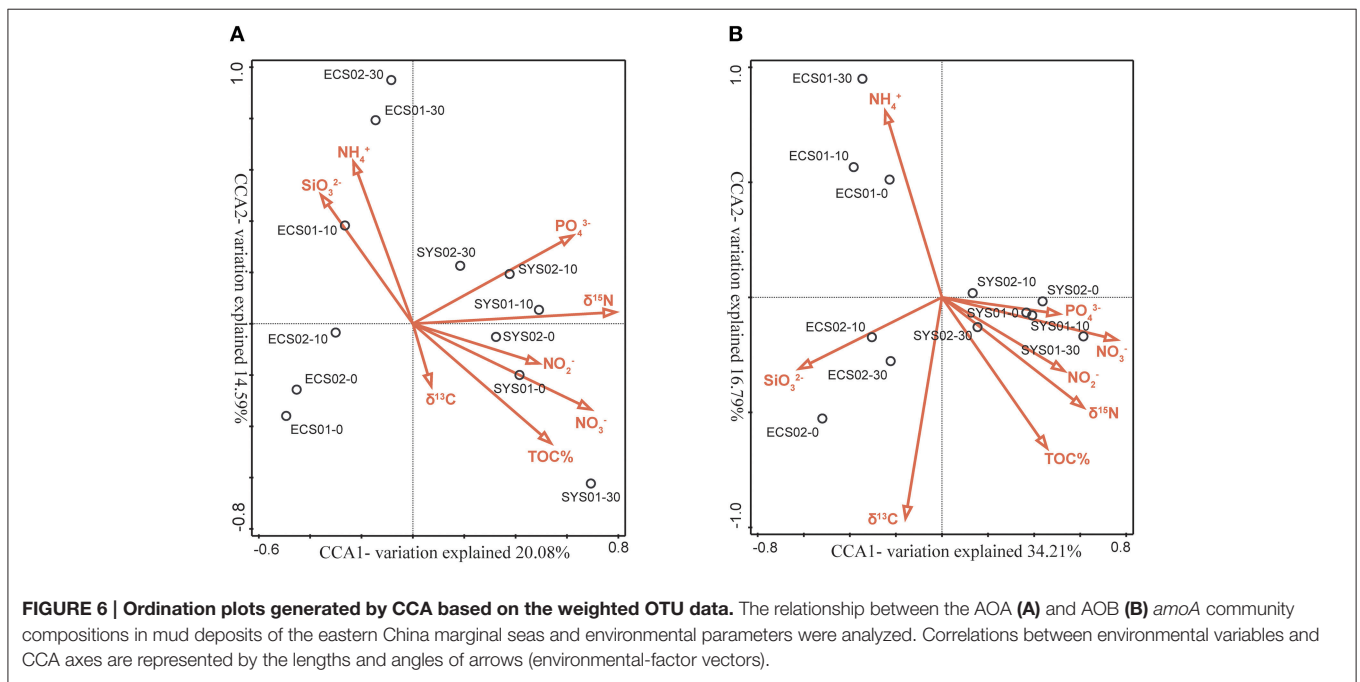 A
B
1.0
ECS02-30
ECS01-30
NH₄⁺
SiO₃²⁻
ECS01-10
PO₄³⁻
SYS02-30
SYS02-10
SYS01-10
δ¹⁵N
ECS02-10
SYS02-0
NO₂⁻
ECS02-0
SYS01-0
δ¹³C
ECS01-0
NO₃⁻
TOC%
SYS01-30
CCA2- variation explained 14.59%
-0.8
-0.6
CCA1- variation explained 20.08%
0.8
1.0
ECS01-30
NH₄⁺
ECS01-10
ECS01-0
SYS02-10
SYS02-0
SYS01-0
PO₄³⁻
ECS02-10
SYS02-30
SYS01-10
SYS01-30
NO₃⁻
SiO₃²⁻
ECS02-30
NO₂⁻
δ¹⁵N
ECS02-0
TOC%
δ¹³C
CCA2- variation explained 16.79%
-1.0
-0.8
CCA1- variation explained 34.21%
0.8
FIGURE 6 | Ordination plots generated by CCA based on the weighted OTU data. The relationship between the AOA (A) and AOB (B) amoA community
compositions in mud deposits of the eastern China marginal seas and environmental parameters were analyzed. Correlations between environmental variables and
CCA axes are represented by the lengths and angles of arrows (environmental-factor vectors).